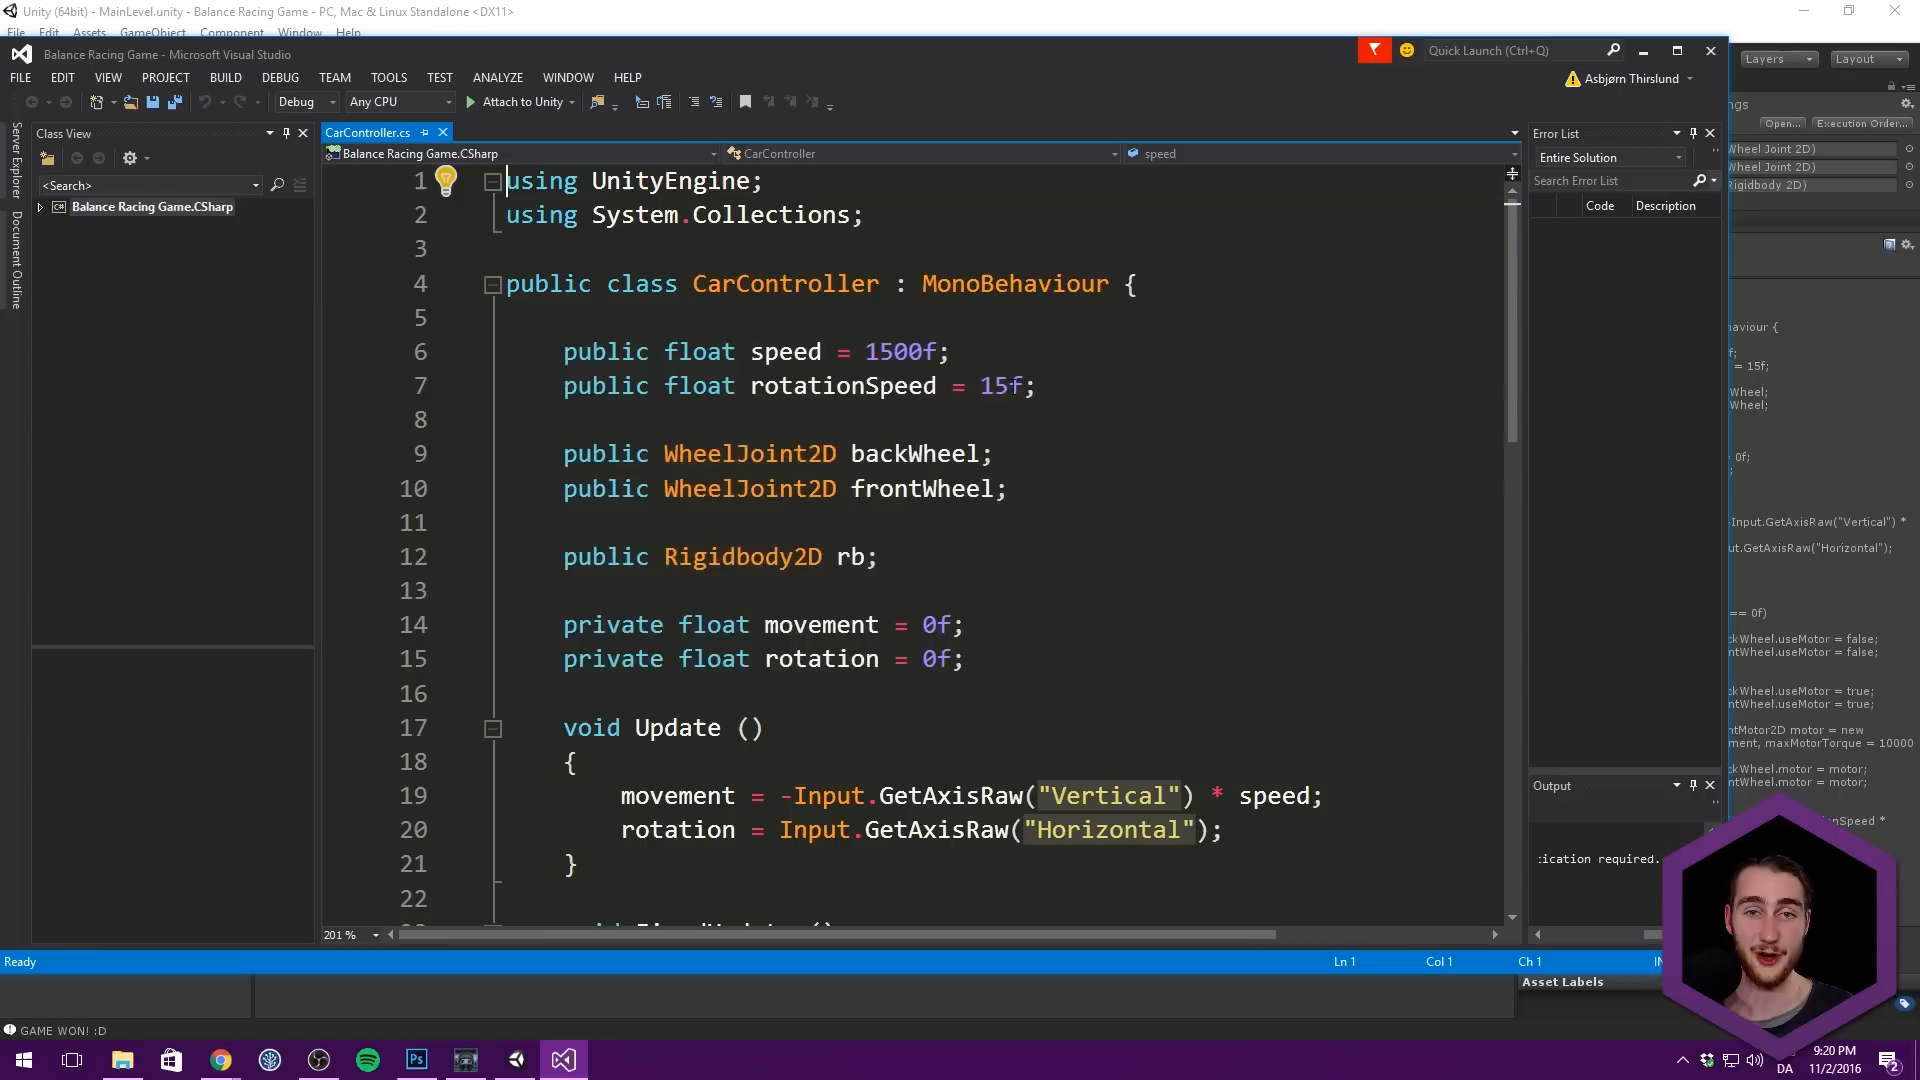 Unity (64bit) - MainLevel.unity - Balance Racing Game - PC, Mac & Linux Standalone <DX11>
File Edit Assets GameObject Component Window Help
Balance Racing Game - Microsoft Visual Studio
Quick Launch (Ctrl+Q)
Layers
Layout
FILE EDIT VIEW PROJECT BUILD DEBUG TEAM TOOLS TEST ANALYZE WINDOW HELP
Asbjørn Thirslund
Debug
Any CPU
Attach to Unity
Open...
Execution Order...
Server Explorer
Document Outline
Class View
<Search>
Balance Racing Game.CSharp
CarController.cs
Balance Racing Game.CSharp
CarController
speed
1 using UnityEngine;
2 using System.Collections;
3
4 public class CarController : MonoBehaviour {
5
6 public float speed = 1500f;
7 public float rotationSpeed = 15f;
8
9 public WheelJoint2D backWheel;
10 public WheelJoint2D frontWheel;
11
12 public Rigidbody2D rb;
13
14 private float movement = 0f;
15 private float rotation = 0f;
16
17 void Update ()
18 {
19 movement = -Input.GetAxisRaw("Vertical") * speed;
20 rotation = Input.GetAxisRaw("Horizontal");
21 }
22
201 %
Error List
Entire Solution
Search Error List
Code Description
Output
:ication required.
ngs
Wheel Joint 2D)
Wheel Joint 2D)
Rigidbody 2D)
naviour {
f;
= 15f;
Wheel;
Wheel;
= 0f;
Input.GetAxisRaw("Vertical") *
ut.GetAxisRaw("Horizontal");
== 0f)
ckWheel.useMotor = false;
ntWheel.useMotor = false;
ckWheel.useMotor = true;
ntWheel.useMotor = true;
ntMotor2D motor = new
ment, maxMotorTorque = 10000
ckWheel.motor = motor;
ntWheel.motor = motor;
onSpeed *
Ready
Ln 1
Col 1
Ch 1
IN
Asset Labels
GAME WON! :D
Ps
DA
9:20 PM
11/2/2016
2